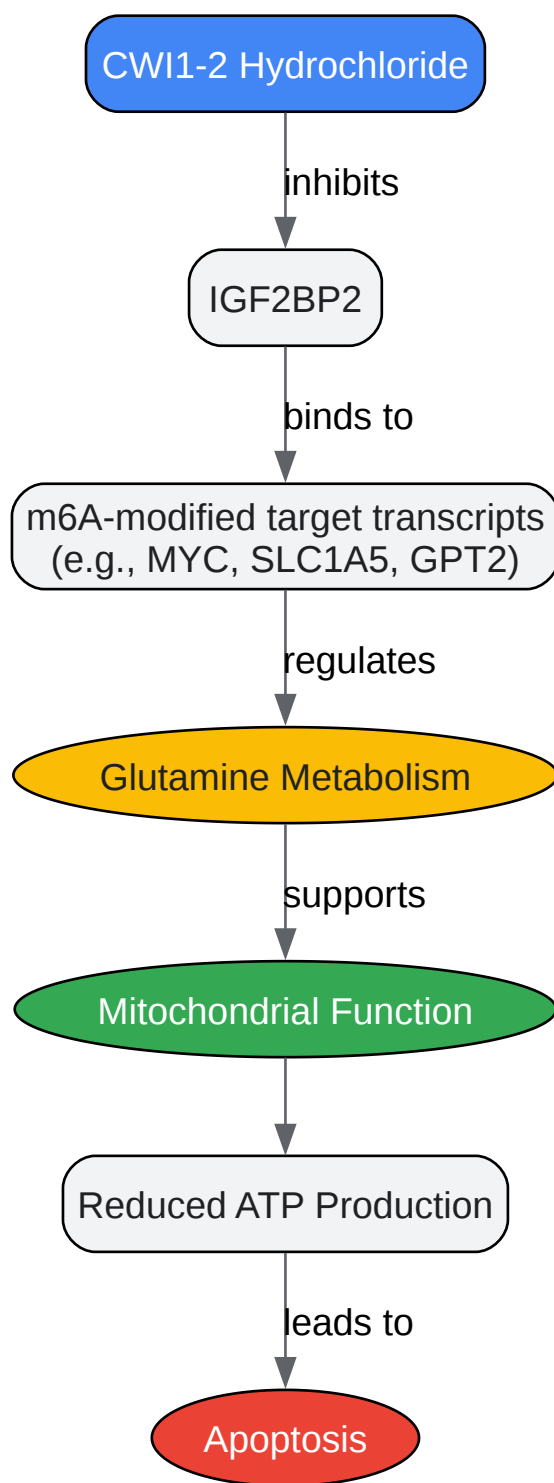 CWI1-2 Hydrochloride
inhibits
IGF2BP2
binds to
m6A-modified target transcripts
(e.g., MYC, SLC1A5, GPT2)
regulates
Glutamine Metabolism
supports
Mitochondrial Function
Reduced ATP Production
leads to
Apoptosis